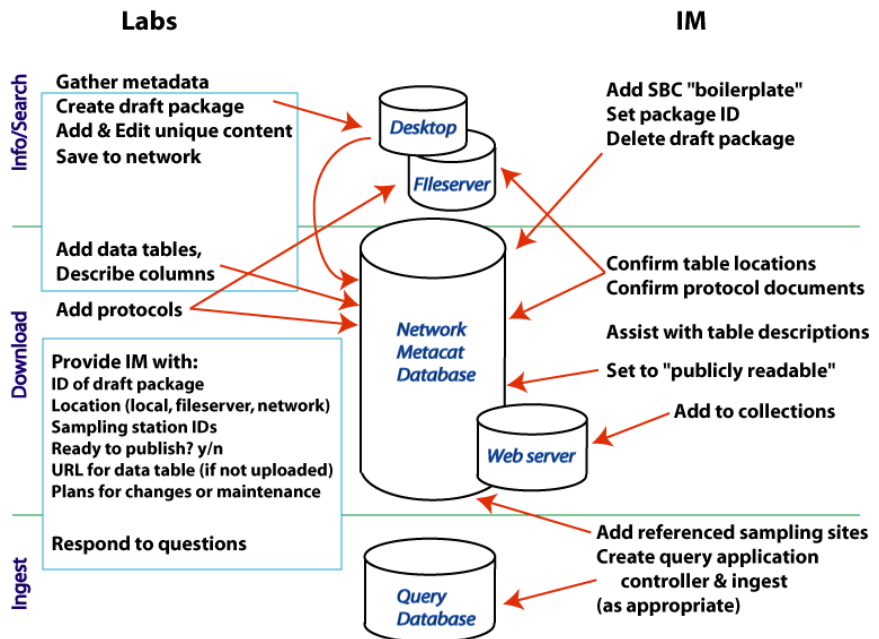 Labs
IM
Info/Search
Gather metadata
Create draft package
Add & Edit unique content
Save to network
Desktop
FIleserver
Add SBC "boilerplate"
Set package ID
Delete draft package
Download
Add data tables,
Describe columns
Add protocols
Network
Metacat
Database
Confirm table locations
Confirm protocol documents
Assist with table descriptions
Set to "publicly readable"
Add to collections
Web server
Provide IM with:
ID of draft package
Location (local, fileserver, network)
Sampling station IDs
Ready to publish? y/n
URL for data table (if not uploaded)
Plans for changes or maintenance
Ingest
Respond to questions
Query
Database
Add referenced sampling sites
Create query application
controller & ingest
(as appropriate)